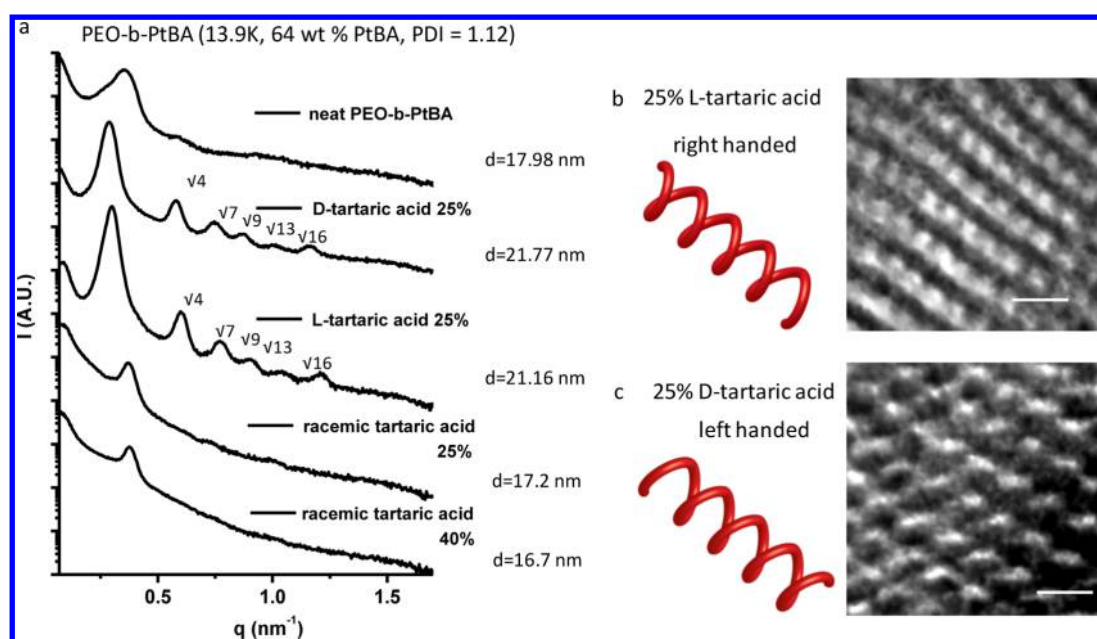 a
PEO-b-PtBA (13.9K, 64 wt % PtBA, PDI = 1.12)
neat PEO-b-PtBA
d=17.98 nm
√4
√7
√9
√13
√16
D-tartaric acid 25%
d=21.77 nm
√4
√7
√9
√13
√16
L-tartaric acid 25%
d=21.16 nm
racemic tartaric acid
25%
d=17.2 nm
racemic tartaric acid
40%
d=16.7 nm
I (A.U.)
0.5
1.0
1.5
q (nm⁻¹)
b
25% L-tartaric acid
right handed
c
25% D-tartaric acid
left handed